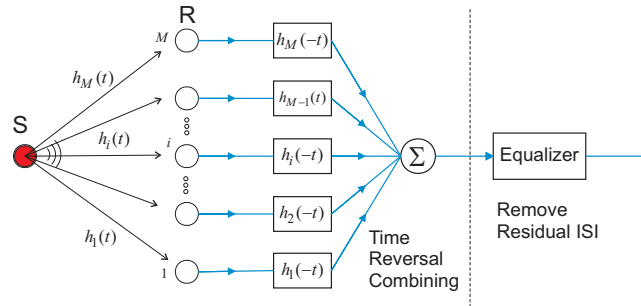 R
M
h_M(t)
h_M(-t)
S
h_{M-1}(t)
h_i(t)
i
h_i(-t)
Σ
Equalizer
h_2(-t)
Remove
Residual ISI
h_1(t)
Time
Reversal
Combining
1
h_1(-t)